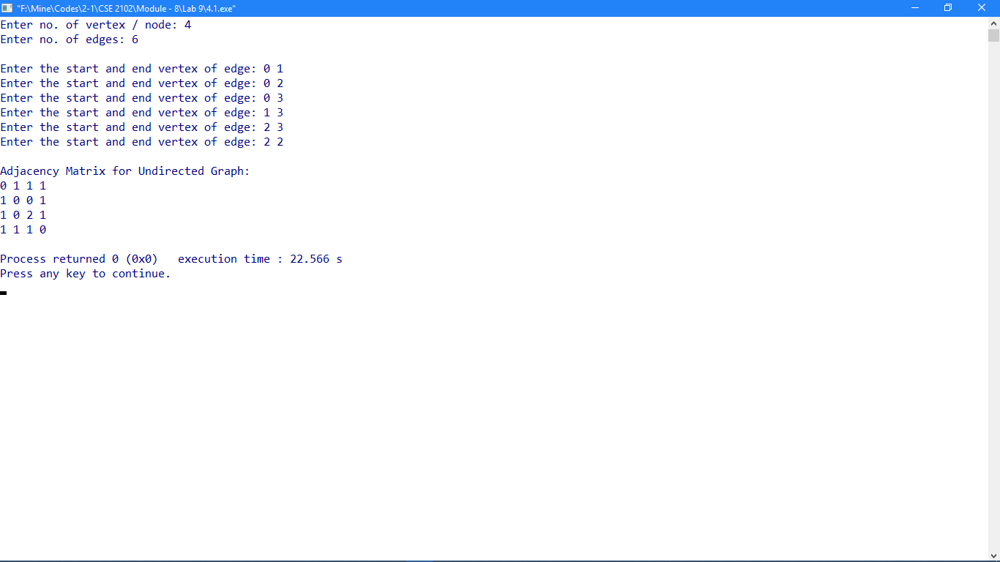 "F:\Mine\Codes\2-1\CSE 2102\Module - 8\Lab 9\4.1.exe"
Enter no. of vertex / node: 4
Enter no. of edges: 6
Enter the start and end vertex of edge: 0 1
Enter the start and end vertex of edge: 0 2
Enter the start and end vertex of edge: 0 3
Enter the start and end vertex of edge: 1 3
Enter the start and end vertex of edge: 2 3
Enter the start and end vertex of edge: 2 2
Adjacency Matrix for Undirected Graph:
0 1 1 1
1 0 0 1
1 0 2 1
1 1 1 0
Process returned 0 (0x0)   execution time : 22.566 s
Press any key to continue.